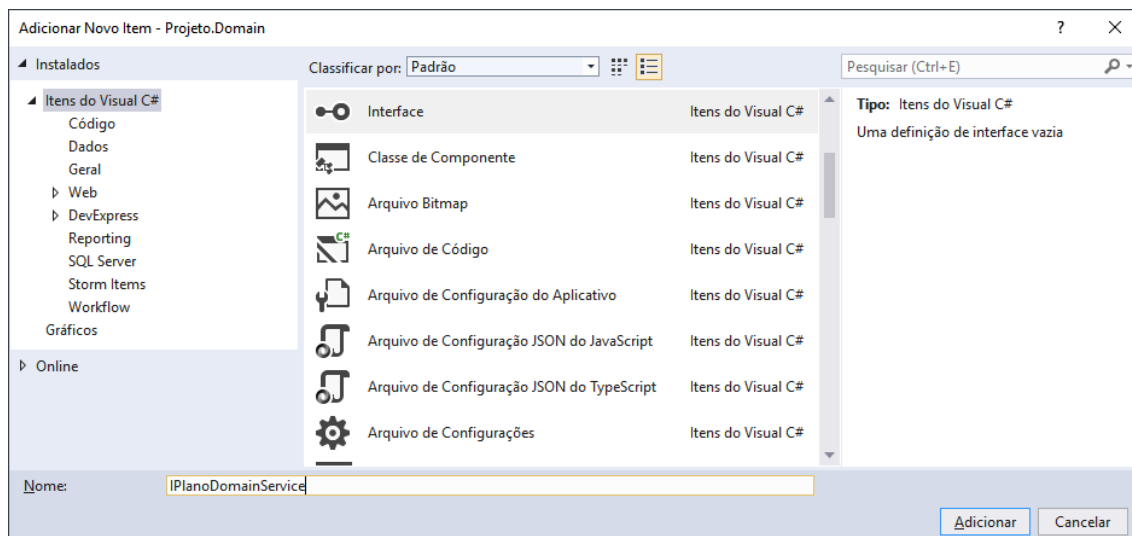 Adicionar Novo Item - Projeto.Domain
?
Instalados
Classificar por: Padrão
Pesquisar (Ctrl+E)
Itens do Visual C#
Código
Dados
Geral
Web
DevExpress
Reporting
SQL Server
Storm Items
Workflow
Gráficos
Online
Interface Itens do Visual C#
Classe de Componente Itens do Visual C#
Arquivo Bitmap Itens do Visual C#
C#
Arquivo de Código Itens do Visual C#
Arquivo de Configuração do Aplicativo Itens do Visual C#
Arquivo de Configuração JSON do JavaScript Itens do Visual C#
Arquivo de Configuração JSON do TypeScript Itens do Visual C#
Arquivo de Configurações Itens do Visual C#
Tipo: Itens do Visual C#
Uma definição de interface vazia
Nome: IPlanoDomainService
Adicionar Cancelar